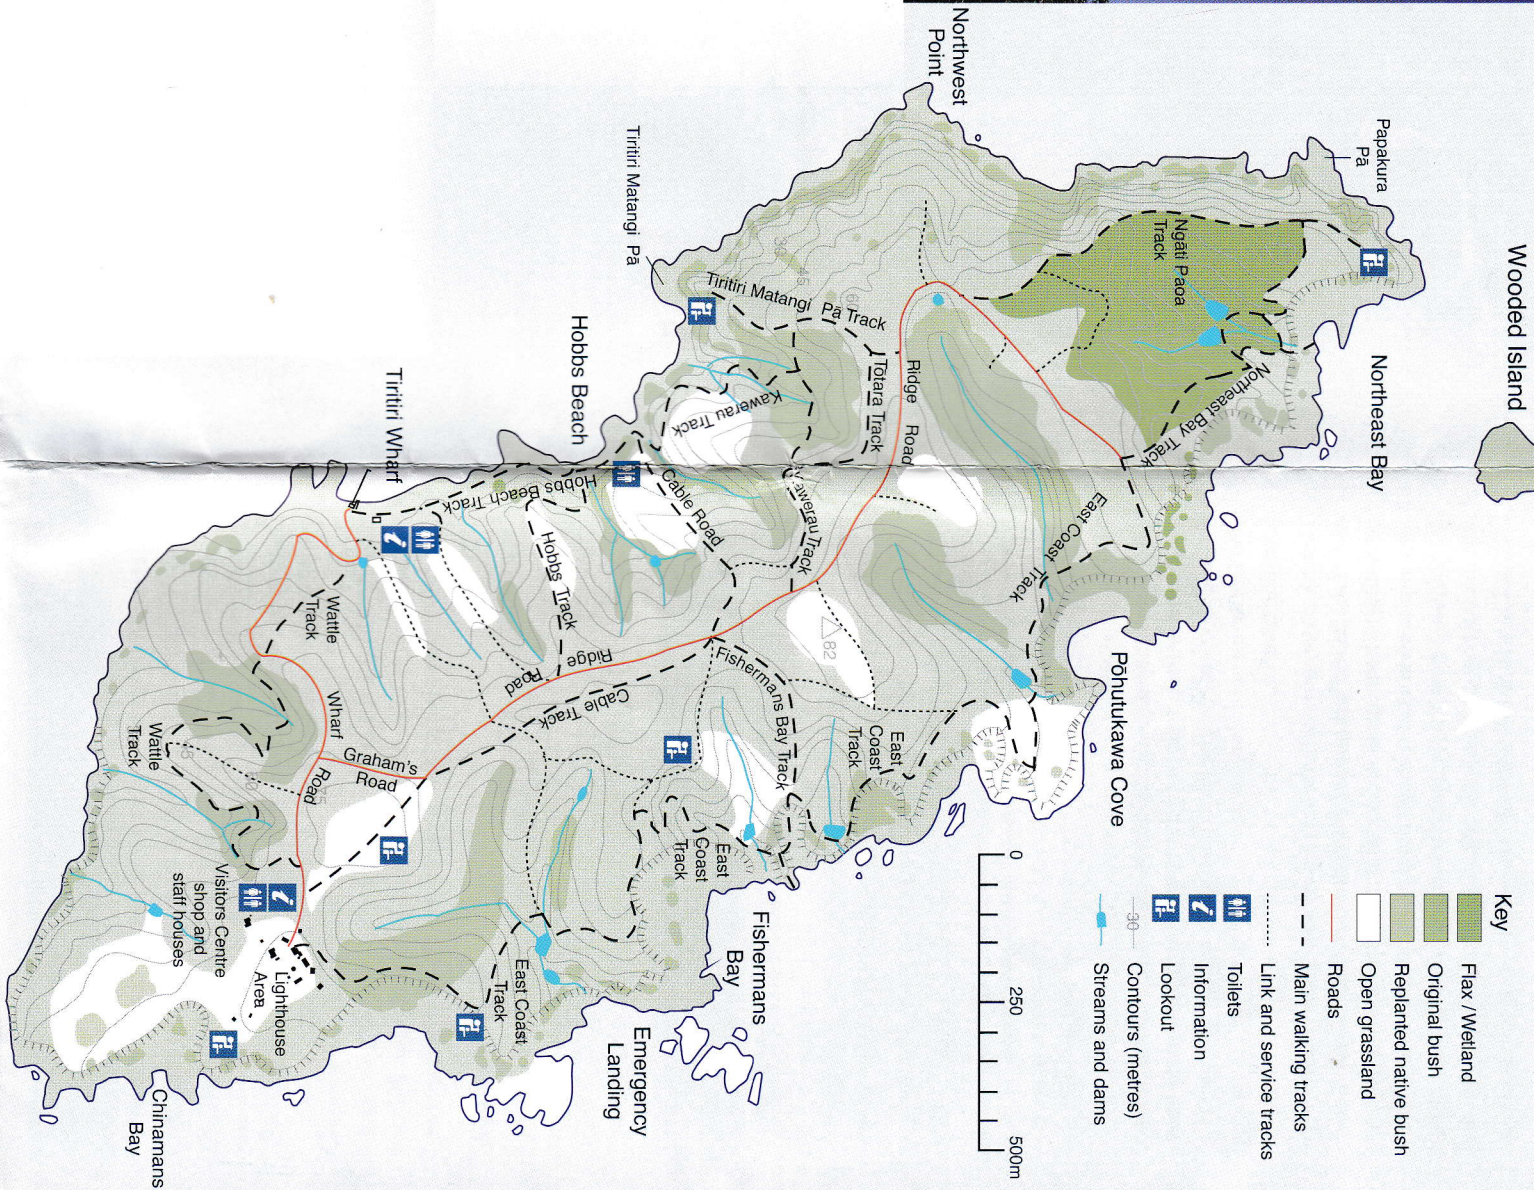 Northwest
Point
Papakura
Pā
Wooded Island
Tiritiri Matangi Pā
Ngāti Paoa
Track
Northeast Bay
Northeast Bay Track
Tiritiri Matangi Pā Track
Hobbs Beach
Tōtara Track
Ridge Road
Kawerau Track
Kawerau Track
East Coast Track
Tiritiri Wharf
Hobbs Beach Track
Cable Road
Hobbs Track
Pōhutukawa Cove
30
45
60
82
Wattle
Track
Ridge Road
Fishermans Bay Track
Cable Track
East
Coast
Track
Wharf Road
Graham's
Road
Wattle
Track
East
Coast
Track
Fishermans
Bay
Visitors Centre
shop and
staff houses
Lighthouse
Area
East Coast
Track
Emergency
Landing
Chinamans
Bay
Key
Flax / Wetland
Original bush
Replanted native bush
Open grassland
Roads
Main walking tracks
Link and service tracks
Toilets
i
Information
Lookout
30
Contours (metres)
Streams and dams
0
250
500m